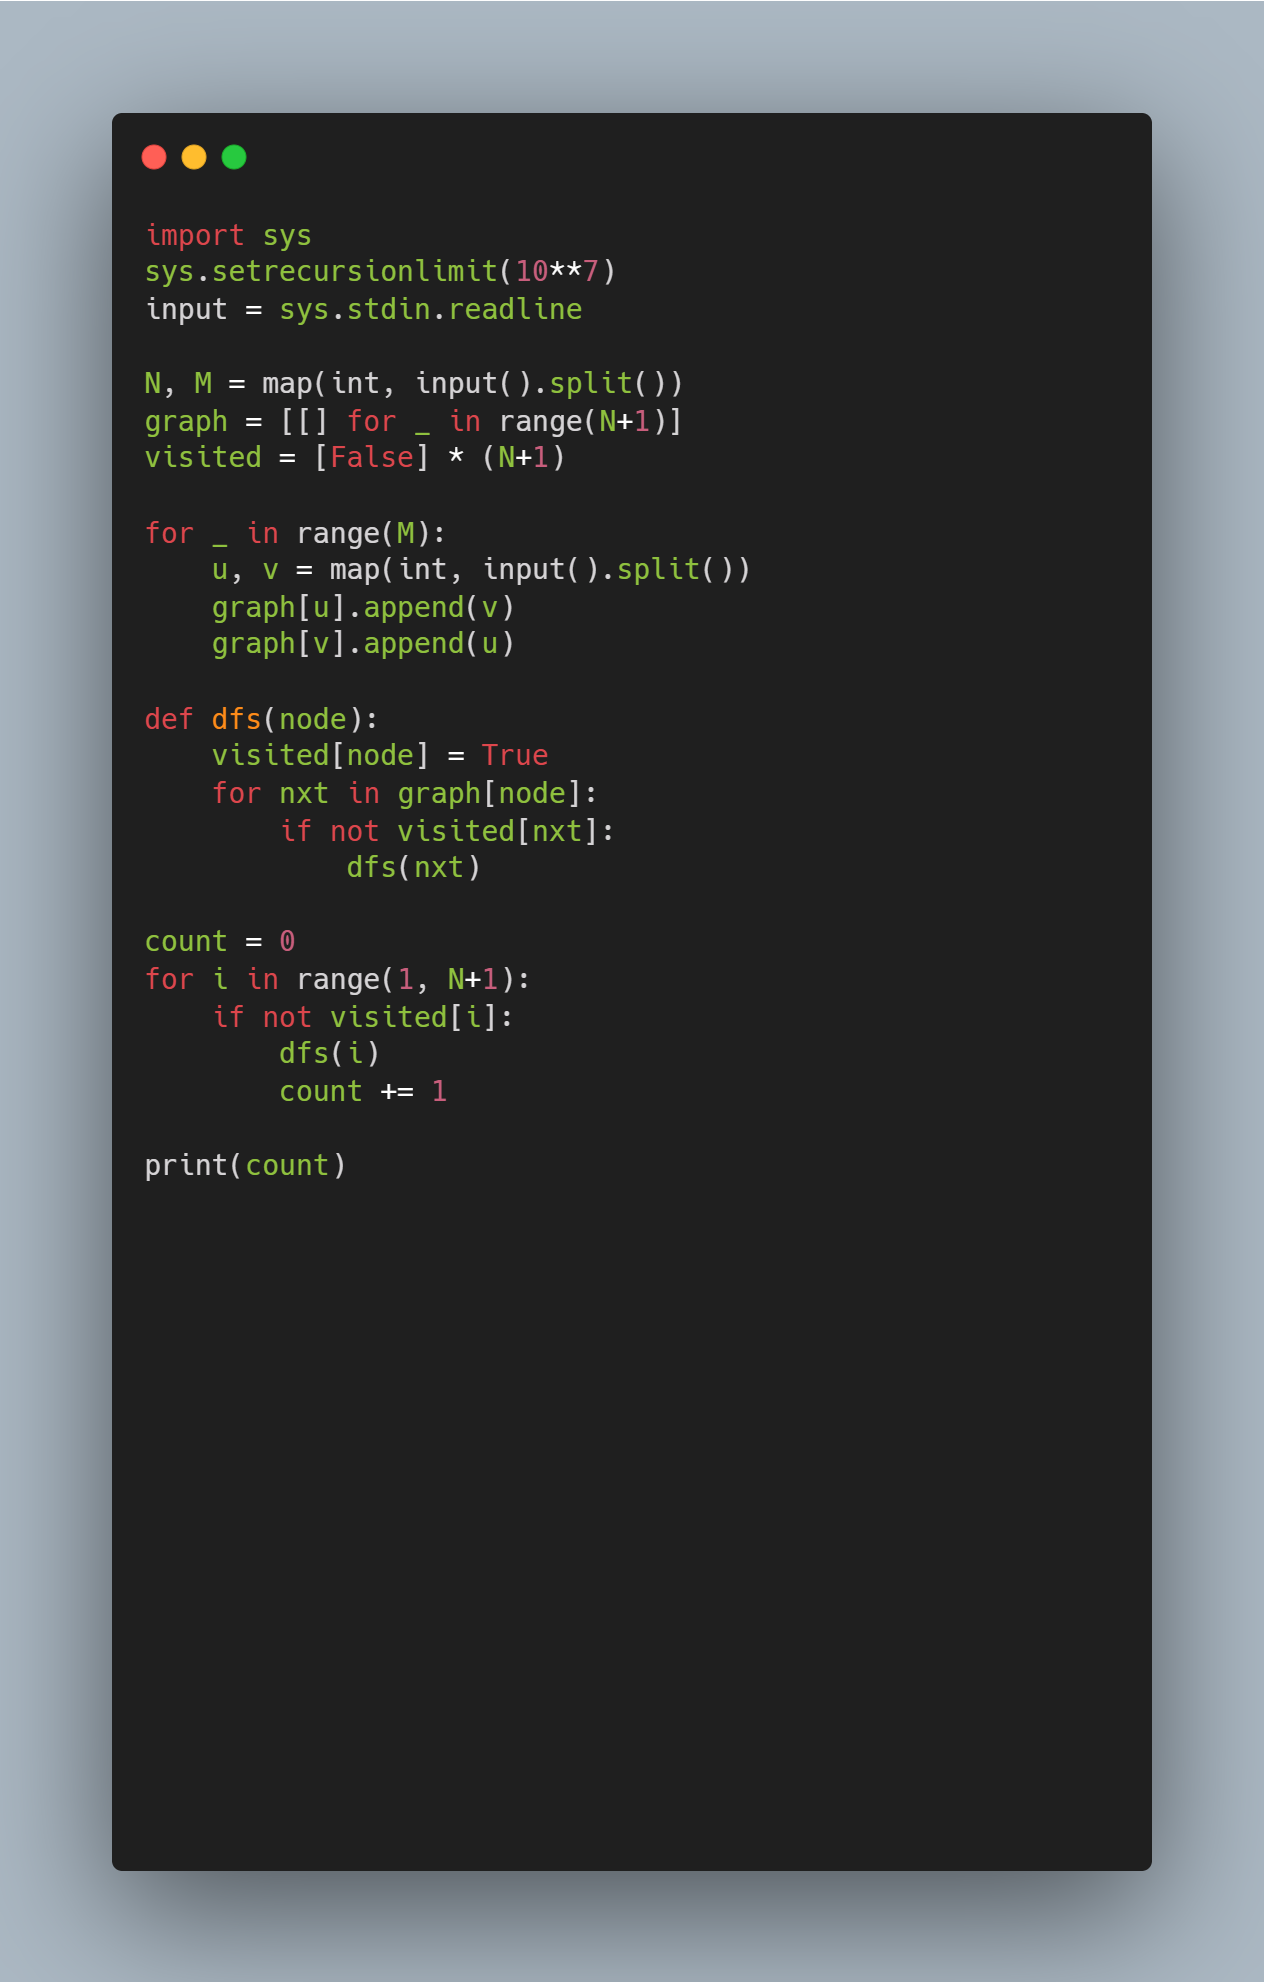 import sys
sys.setrecursionlimit(10**7)
input = sys.stdin.readline

N, M = map(int, input().split())
graph = [[] for _ in range(N+1)]
visited = [False] * (N+1)

for _ in range(M):
    u, v = map(int, input().split())
    graph[u].append(v)
    graph[v].append(u)

def dfs(node):
    visited[node] = True
    for nxt in graph[node]:
        if not visited[nxt]:
            dfs(nxt)

count = 0
for i in range(1, N+1):
    if not visited[i]:
        dfs(i)
        count += 1

print(count)